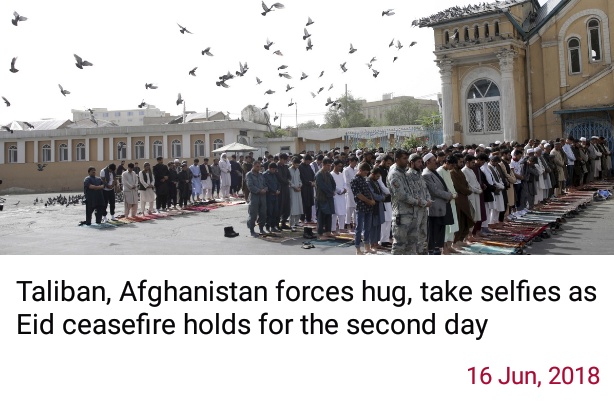 Taliban, Afghanistan forces hug, take selfies as
Eid ceasefire holds for the second day
16 Jun, 2018